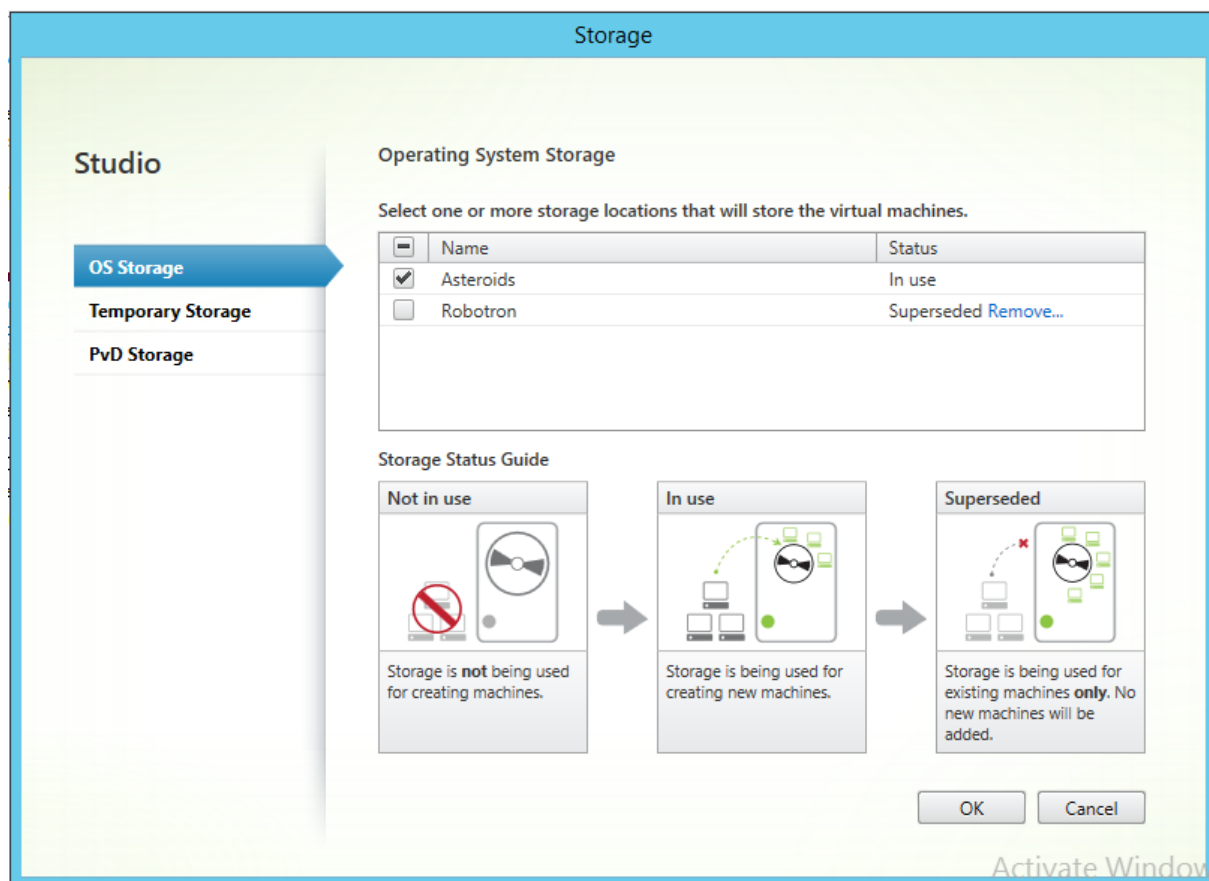 Storage
Studio
OS Storage
Temporary Storage
PvD Storage
Operating System Storage
Select one or more storage locations that will store the virtual machines.
Name Status
Asteroids In use
Robotron Superseded Remove...
Storage Status Guide
Not in use
Storage is not being used
for creating machines.
In use
Storage is being used for
creating new machines.
Superseded
Storage is being used for
existing machines only. No
new machines will be
added.
OK Cancel
Activate Window